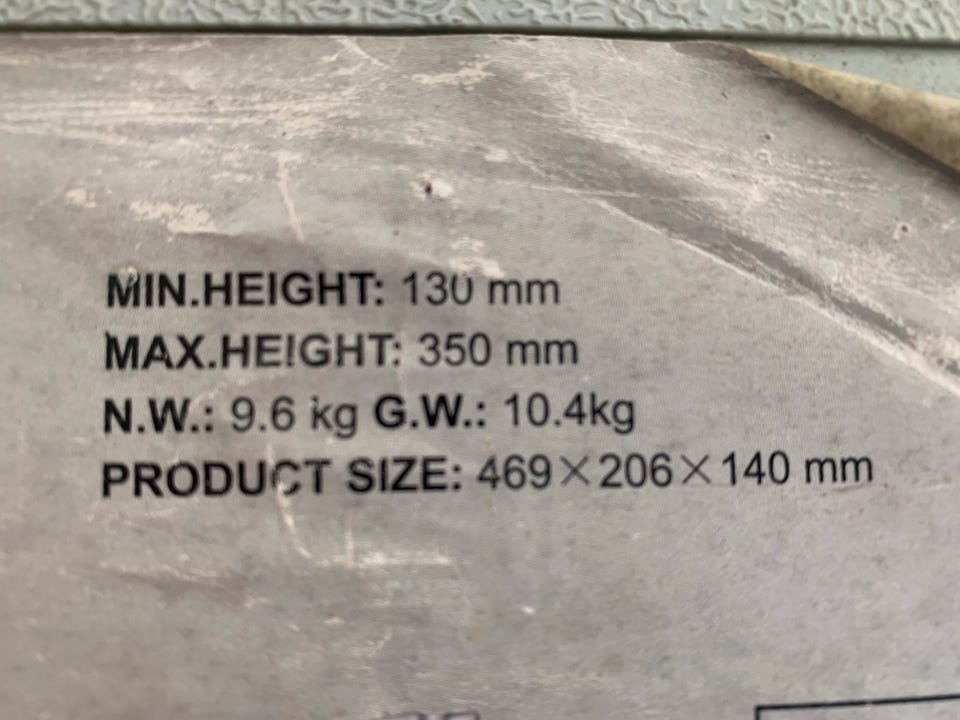 MIN.HEIGHT: 130 mm
MAX.HEIGHT: 350 mm
N.W.: 9.6 kg G.W.: 10.4kg
PRODUCT SIZE: 469×206×140 mm